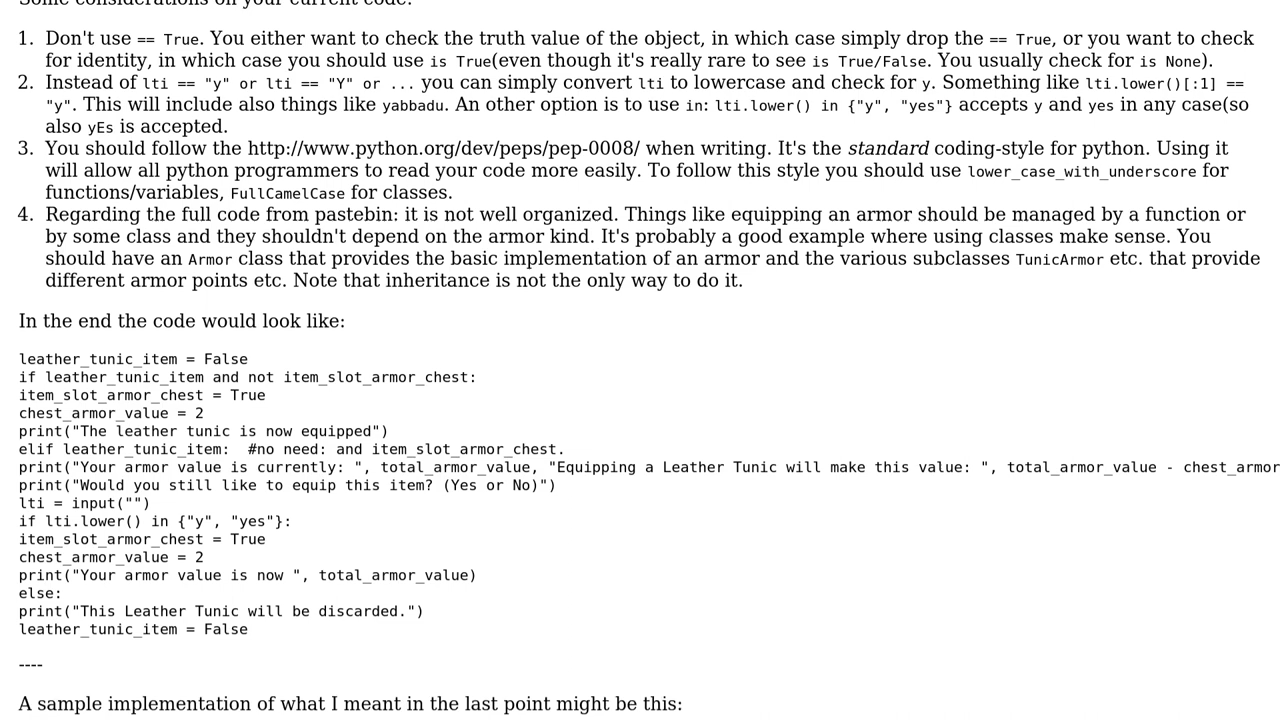 Some considerations on your current code:
1. Don't use == True. You either want to check the truth value of the object, in which case simply drop the == True, or you want to check
for identity, in which case you should use is True(even though it's really rare to see is True/False. You usually check for is None).
2. Instead of lti == "y" or lti == "Y" or ... you can simply convert lti to lowercase and check for y. Something like lti.lower()[:1] ==
"y". This will include also things like yabbadu. An other option is to use in: lti.lower() in {"y", "yes"} accepts y and yes in any case(so
also yEs is accepted.
3. You should follow the http://www.python.org/dev/peps/pep-0008/ when writing. It's the standard coding-style for python. Using it
will allow all python programmers to read your code more easily. To follow this style you should use lower_case_with_underscore for
functions/variables, FullCamelCase for classes.
4. Regarding the full code from pastebin: it is not well organized. Things like equipping an armor should be managed by a function or
by some class and they shouldn't depend on the armor kind. It's probably a good example where using classes make sense. You
should have an Armor class that provides the basic implementation of an armor and the various subclasses TunicArmor etc. that provide
different armor points etc. Note that inheritance is not the only way to do it.
In the end the code would look like:
leather_tunic_item = False
if leather_tunic_item and not item_slot_armor_chest:
item_slot_armor_chest = True
chest_armor_value = 2
print("The leather tunic is now equipped")
elif leather_tunic_item:  #no need: and item_slot_armor_chest.
print("Your armor value is currently: ", total_armor_value, "Equipping a Leather Tunic will make this value: ", total_armor_value - chest_armor
print("Would you still like to equip this item? (Yes or No)")
lti = input("")
if lti.lower() in {"y", "yes"}:
item_slot_armor_chest = True
chest_armor_value = 2
print("Your armor value is now ", total_armor_value)
else:
print("This Leather Tunic will be discarded.")
leather_tunic_item = False
----
A sample implementation of what I meant in the last point might be this: